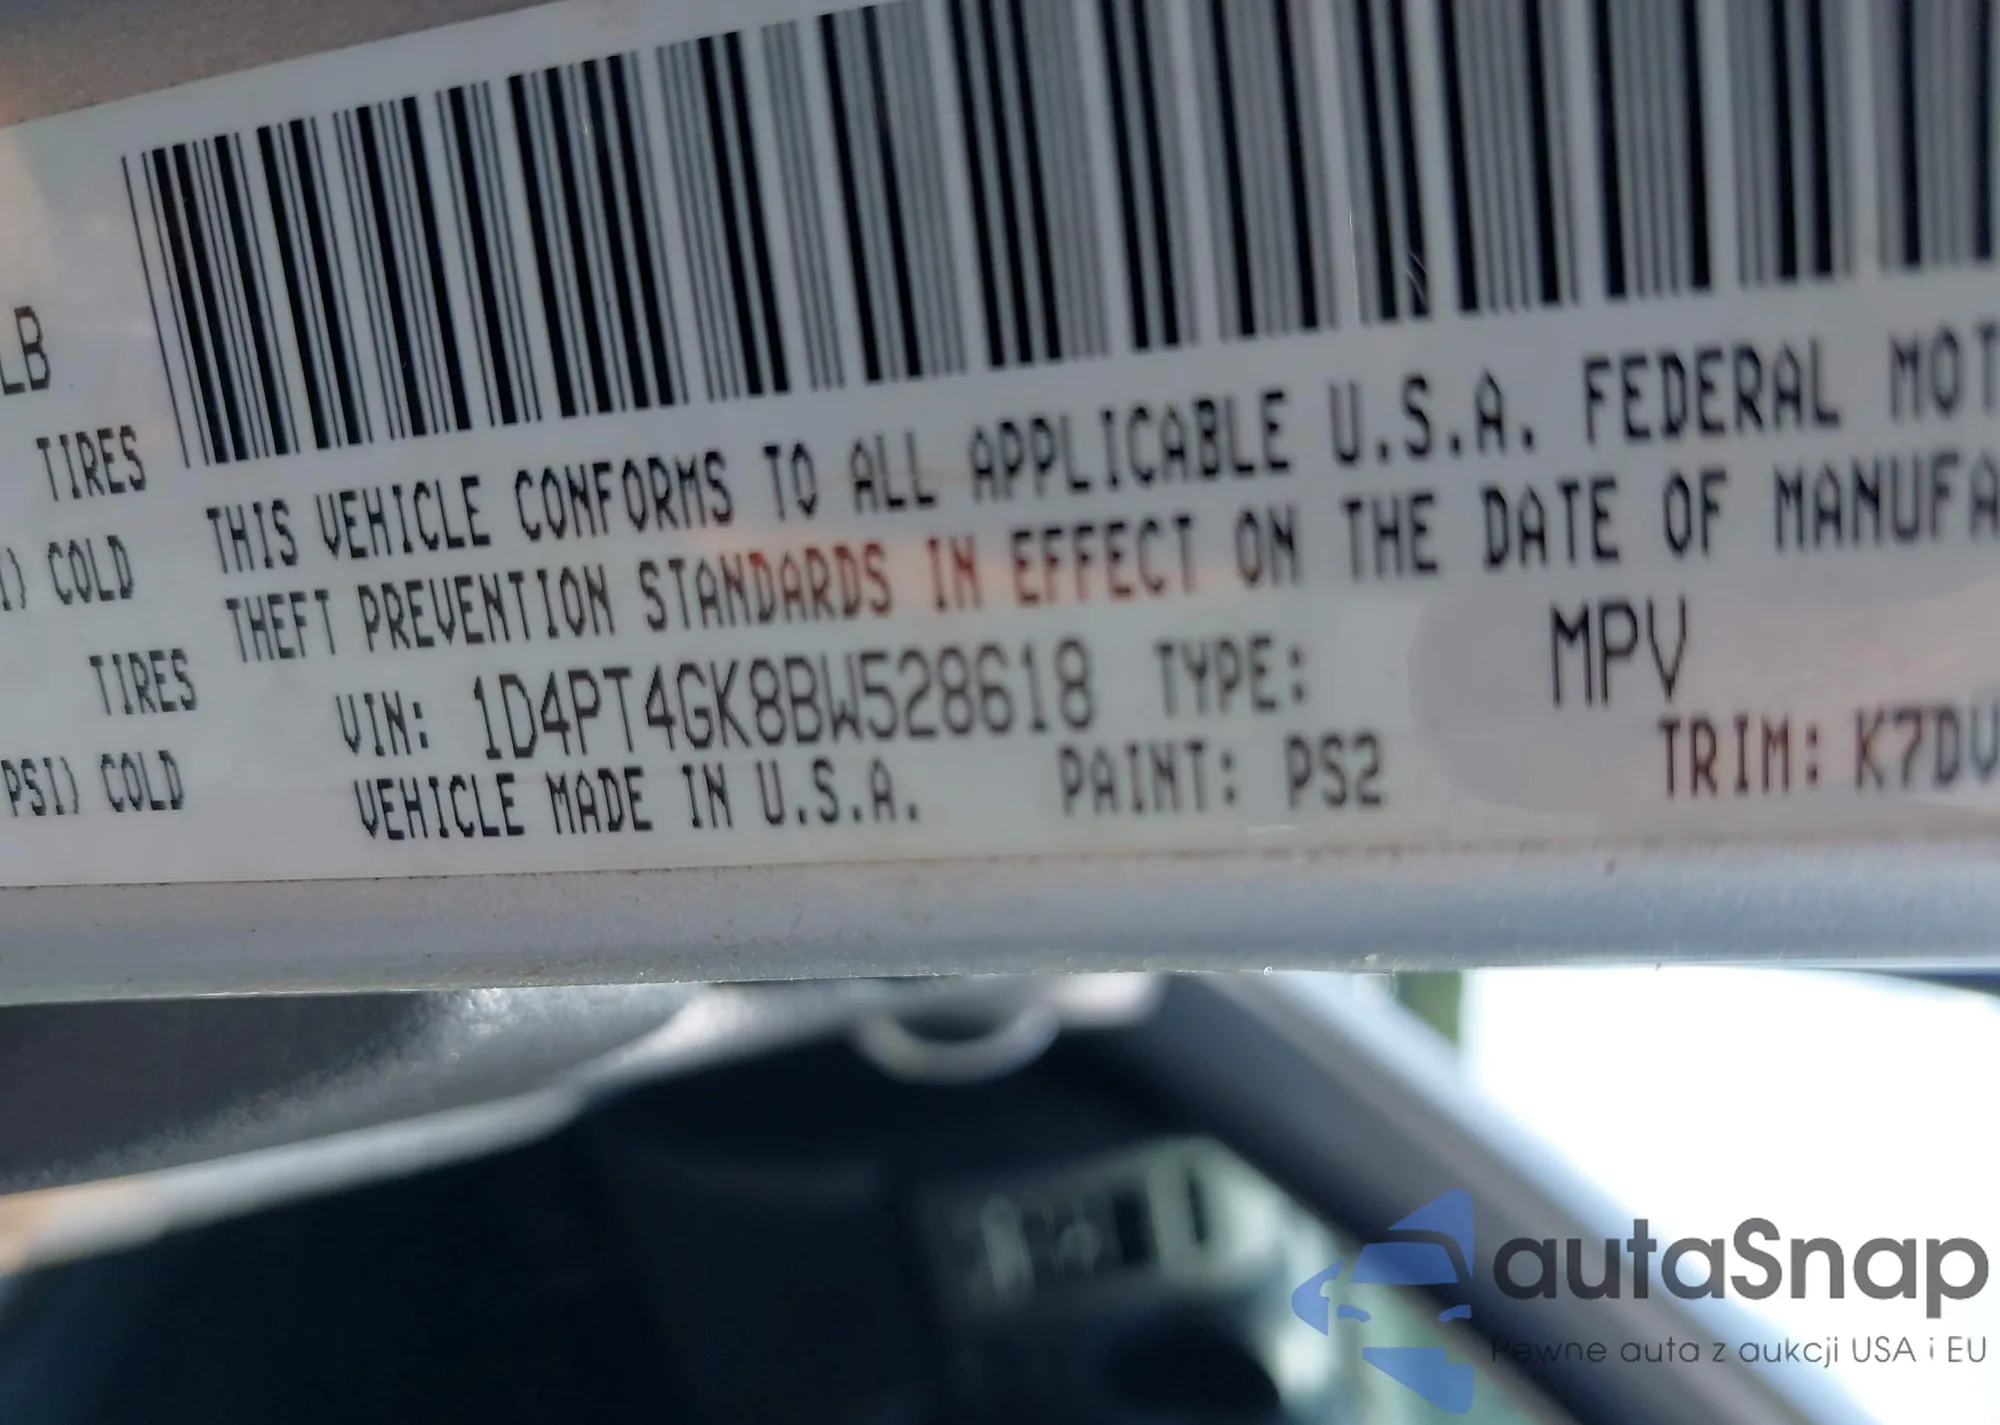 LB
TIRES
I) COLD
TIRES
PSI) COLD
THIS VEHICLE CONFORMS TO ALL APPLICABLE U.S.A. FEDERAL MOT
THEFT PREVENTION STANDARDS IN EFFECT ON THE DATE OF MANUFA
VIN: 1D4PT4GK8BW528618 TYPE: MPV
VEHICLE MADE IN U.S.A. PAINT: PS2 TRIM: K7DV
autaSnap
Pewne auta z aukcji USA i EU